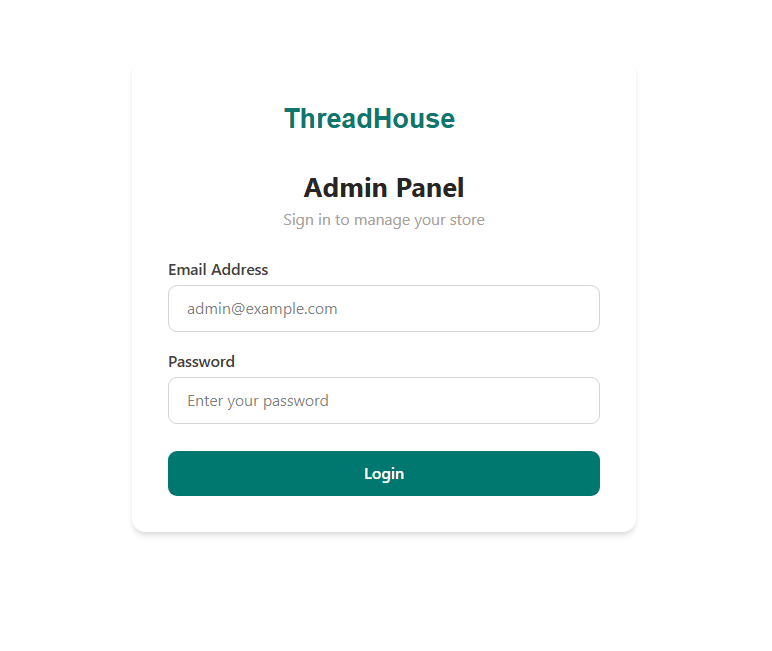 ThreadHouse
Admin Panel
Sign in to manage your store
Email Address
admin@example.com
Password
Enter your password
Login